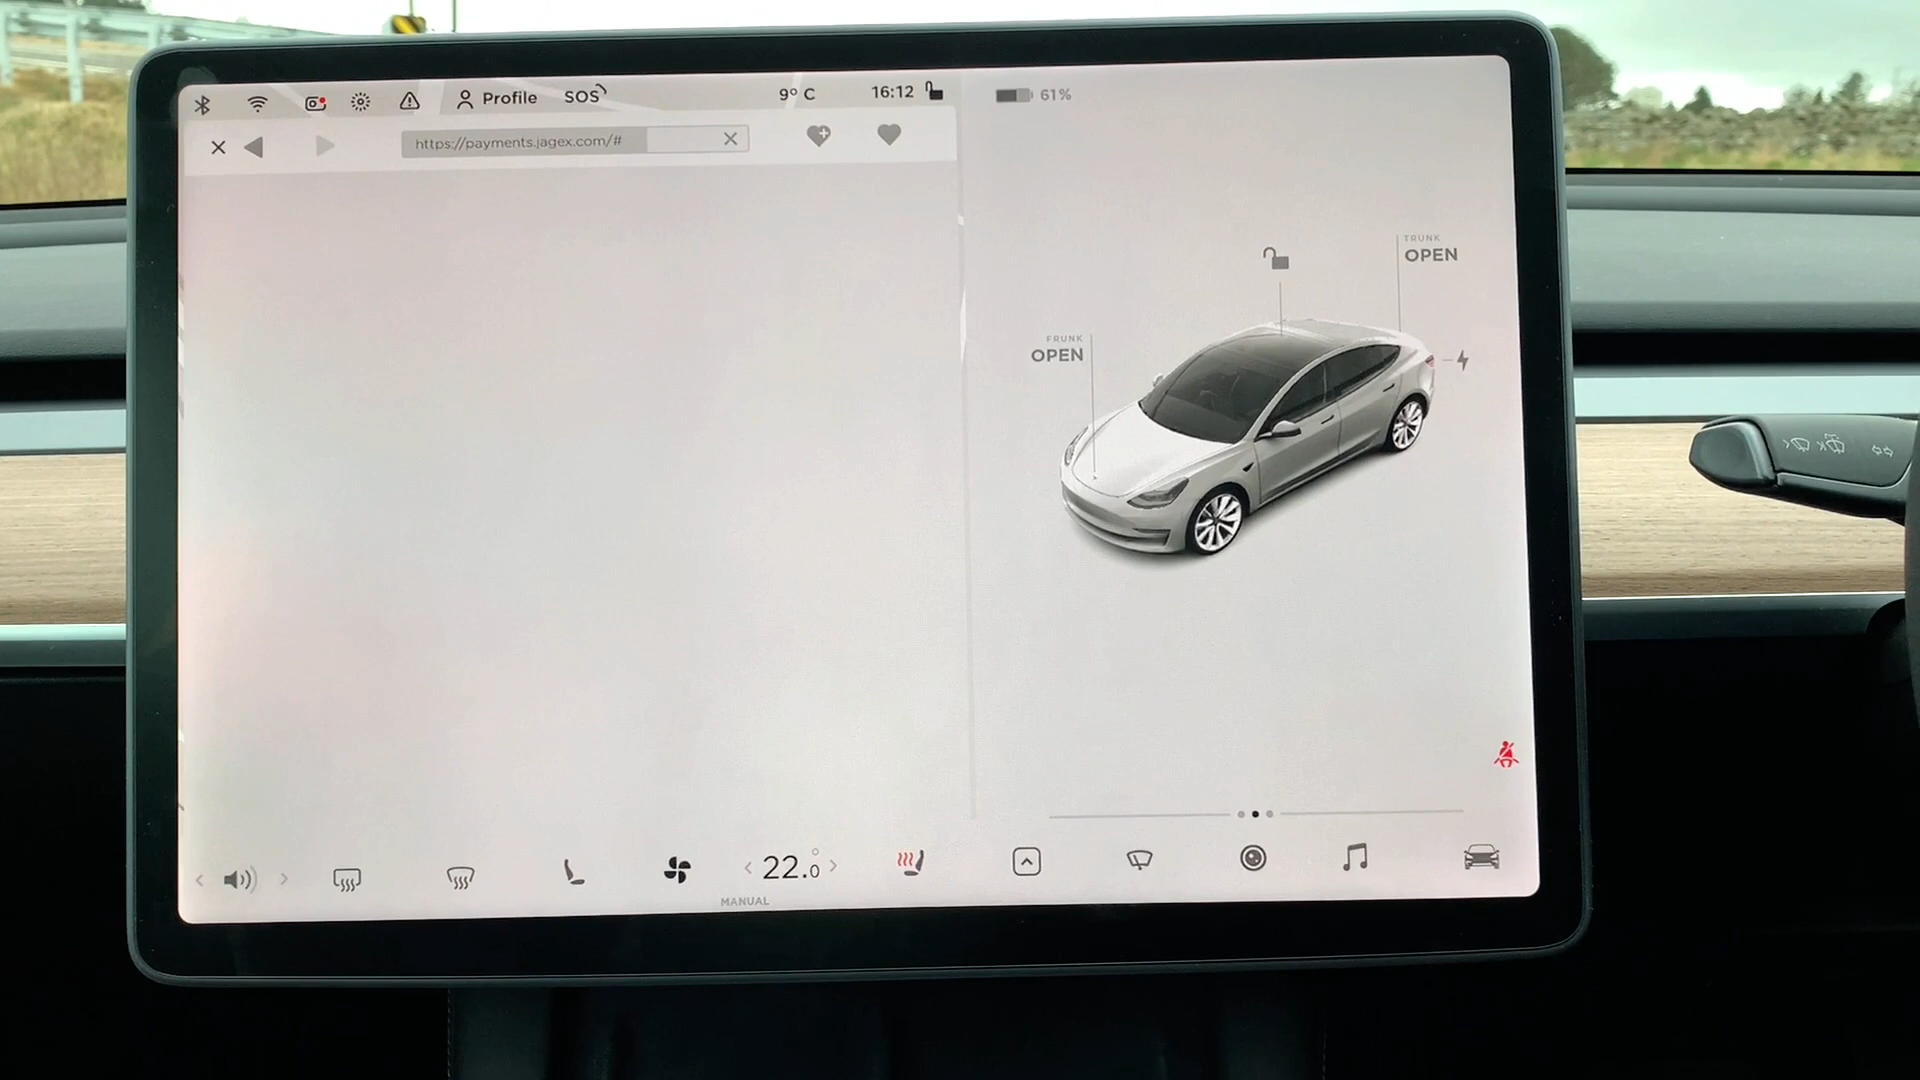 Profile SOS 9° C 16:12 61%
https://payments.jagex.com/#
TRUNK
OPEN
FRUNK
OPEN
22.0
MANUAL